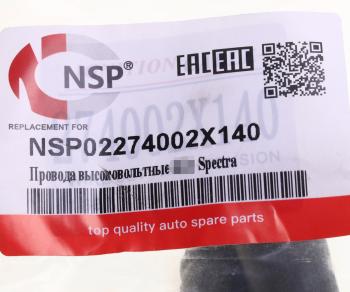 NSP®
EAC EAC
REPLACEMENT FOR
NSP02274002X140
Провода высоковольтные Spectra
top quality auto spare parts